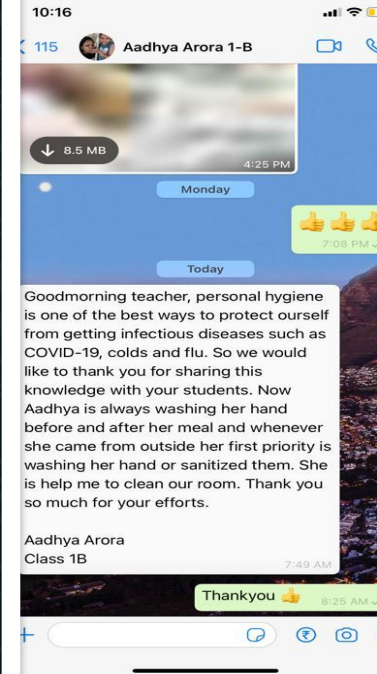 10:16
115 Aadhya Arora 1-B
8.5 MB
4:25 PM
Monday
👍👍👍
7:08 PM
Today
Goodmorning teacher, personal hygiene
is one of the best ways to protect ourself
from getting infectious diseases such as
COVID-19, colds and flu. So we would
like to thank you for sharing this
knowledge with your students. Now
Aadhya is always washing her hand
before and after her meal and whenever
she came from outside her first priority is
washing her hand or sanitized them. She
is help me to clean our room. Thank you
so much for your efforts.
Aadhya Arora
Class 1B
7:49 AM
Thankyou 👍
8:25 AM